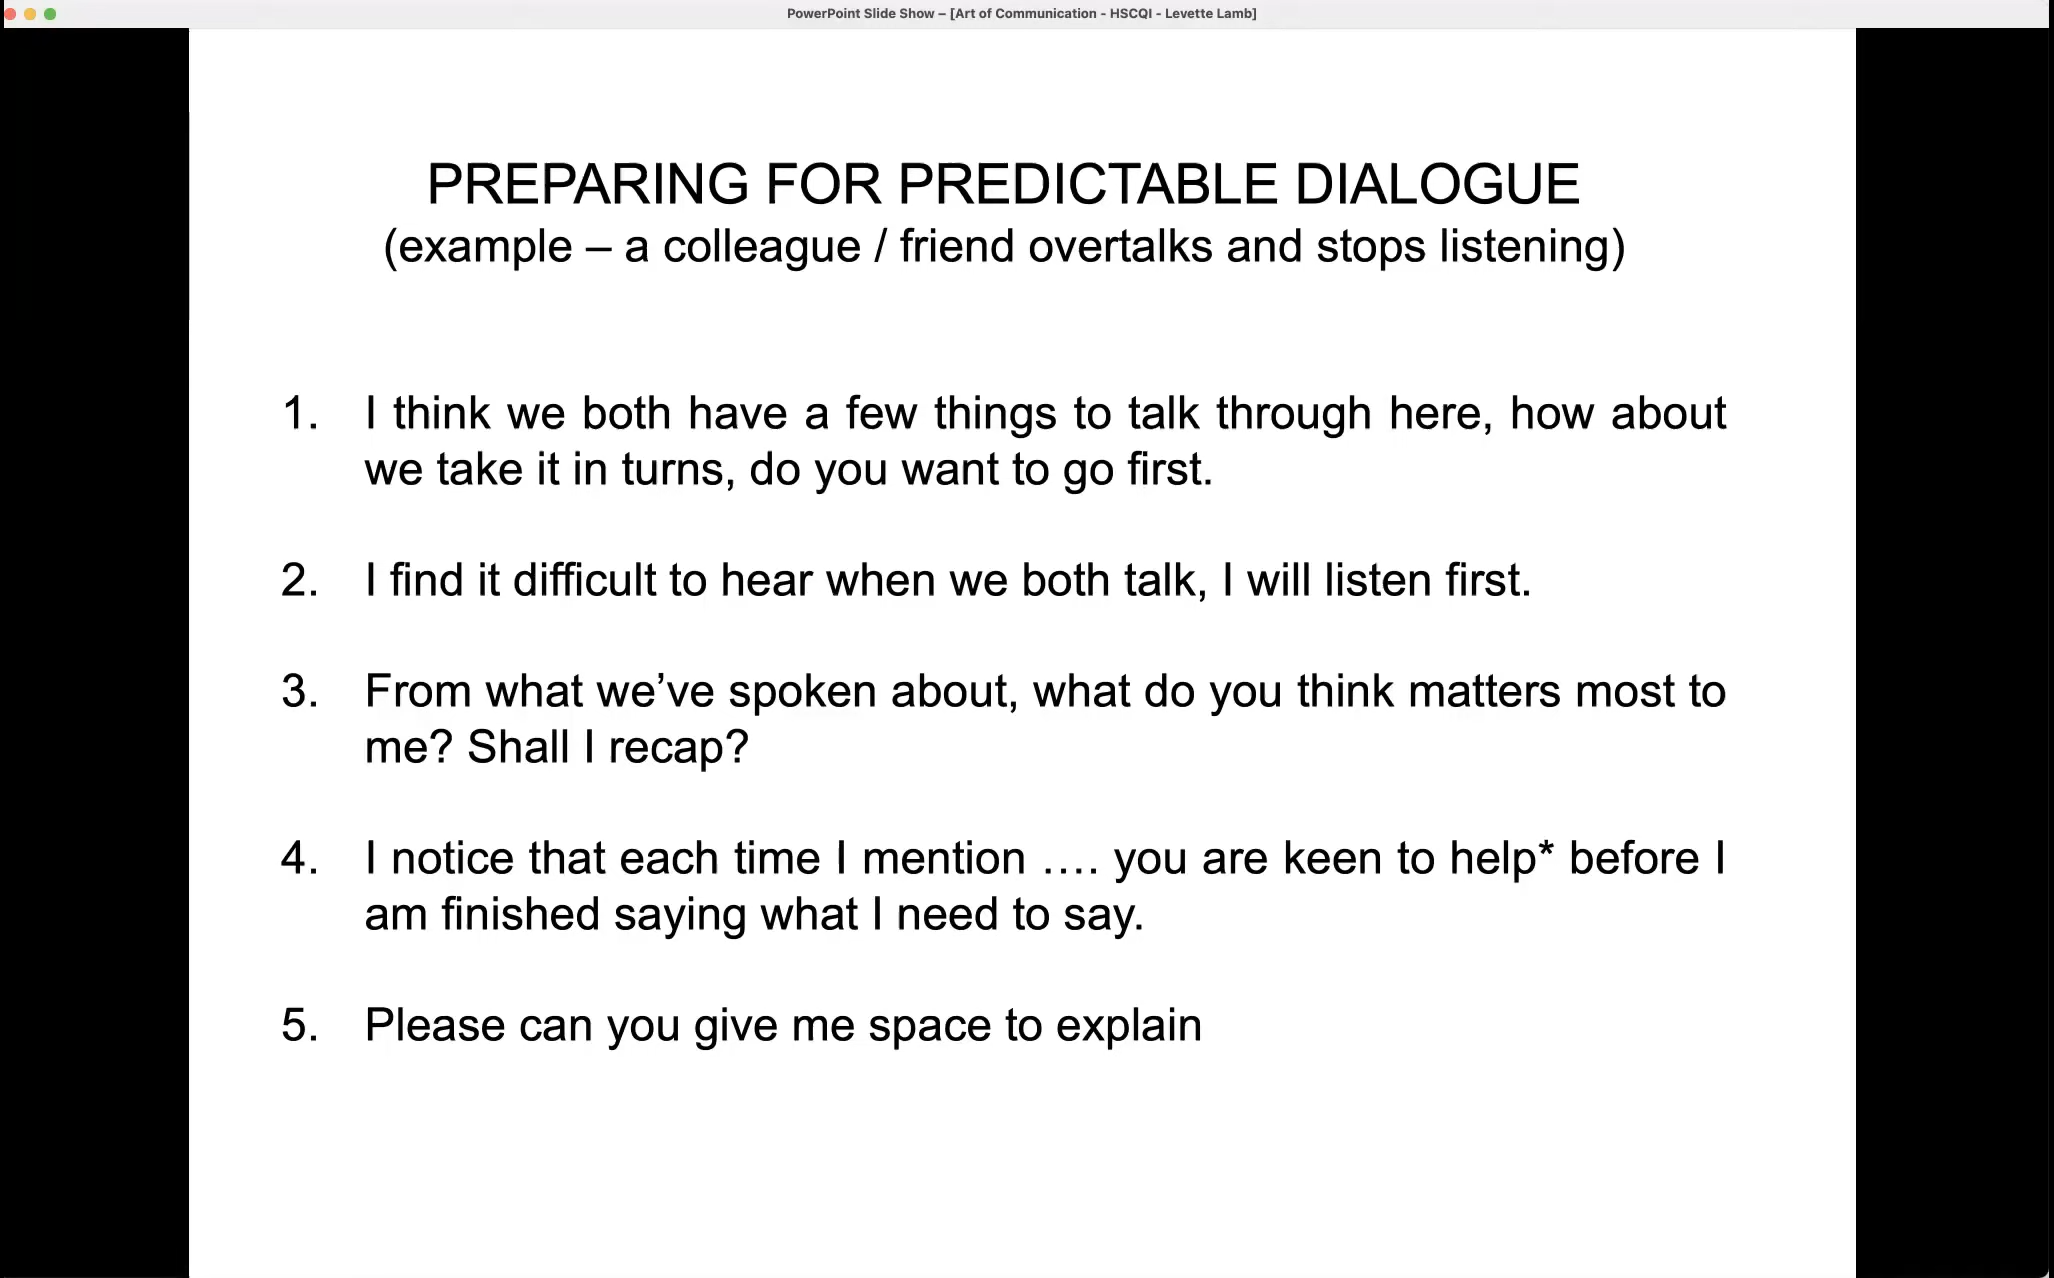 PowerPoint Slide Show – [Art of Communication - HSCQI - Levette Lamb]
PREPARING FOR PREDICTABLE DIALOGUE
(example – a colleague / friend overtalks and stops listening)
1. I think we both have a few things to talk through here, how about
we take it in turns, do you want to go first.
2. I find it difficult to hear when we both talk, I will listen first.
3. From what we’ve spoken about, what do you think matters most to
me? Shall I recap?
4. I notice that each time I mention …. you are keen to help* before I
am finished saying what I need to say.
5. Please can you give me space to explain